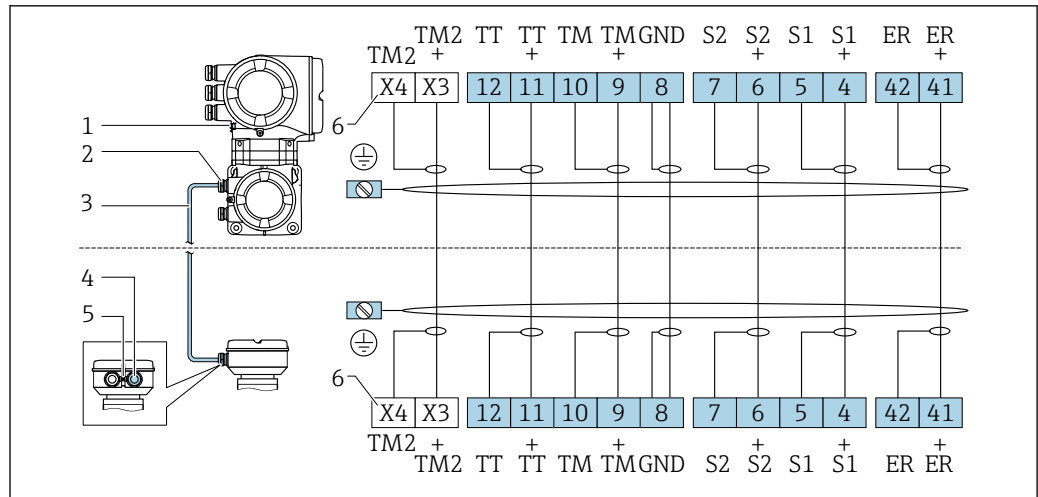 TM2 TT TT TM TM GND S2 S2 S1 S1 ER ER
TM2 + + + + + +
X4 X3 12 11 10 9 8 7 6 5 4 42 41
6
1
2
3
4
5
6
X4 X3 12 11 10 9 8 7 6 5 4 42 41
TM2 + + + + + +
TM2 TT TT TM TM GND S2 S2 S1 S1 ER ER